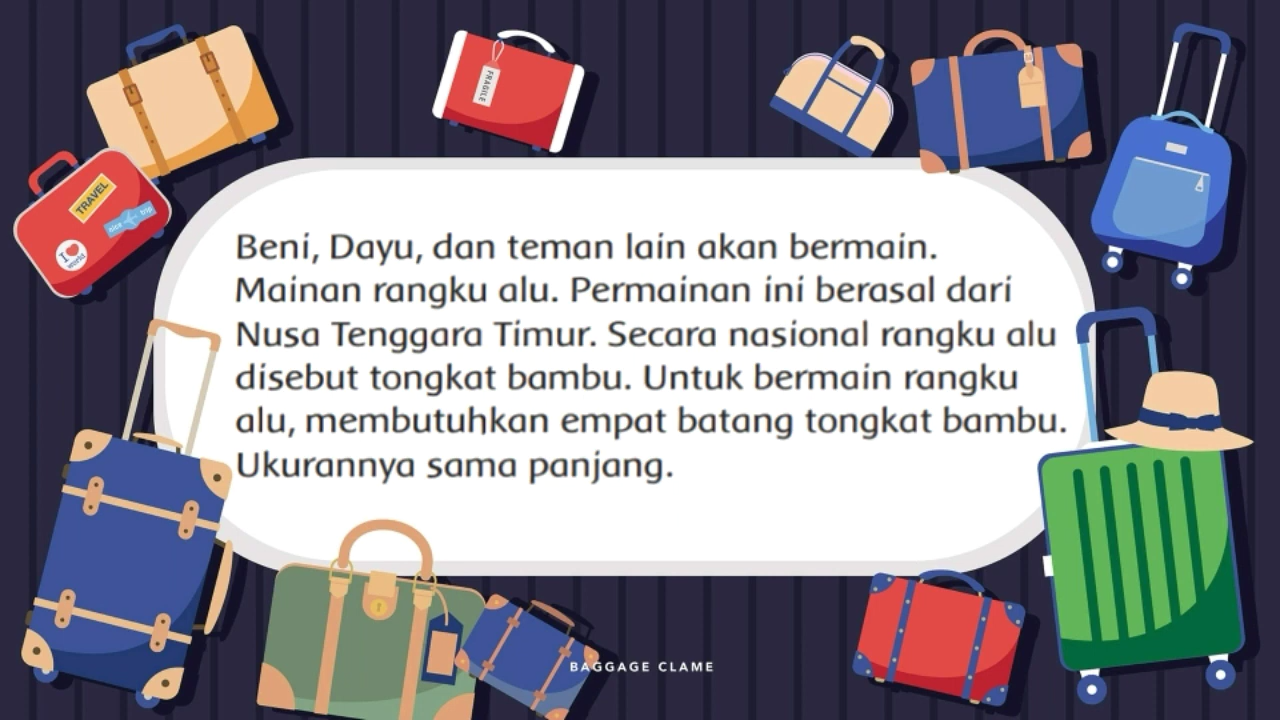 FRAGILE
TRAVEL
nice trip
I
Beni, Dayu, dan teman lain akan bermain.
Mainan rangku alu. Permainan ini berasal dari
Nusa Tenggara Timur. Secara nasional rangku alu
disebut tongkat bambu. Untuk bermain rangku
alu, membutuhkan empat batang tongkat bambu.
Ukurannya sama panjang.
BAGGAGE CLAME